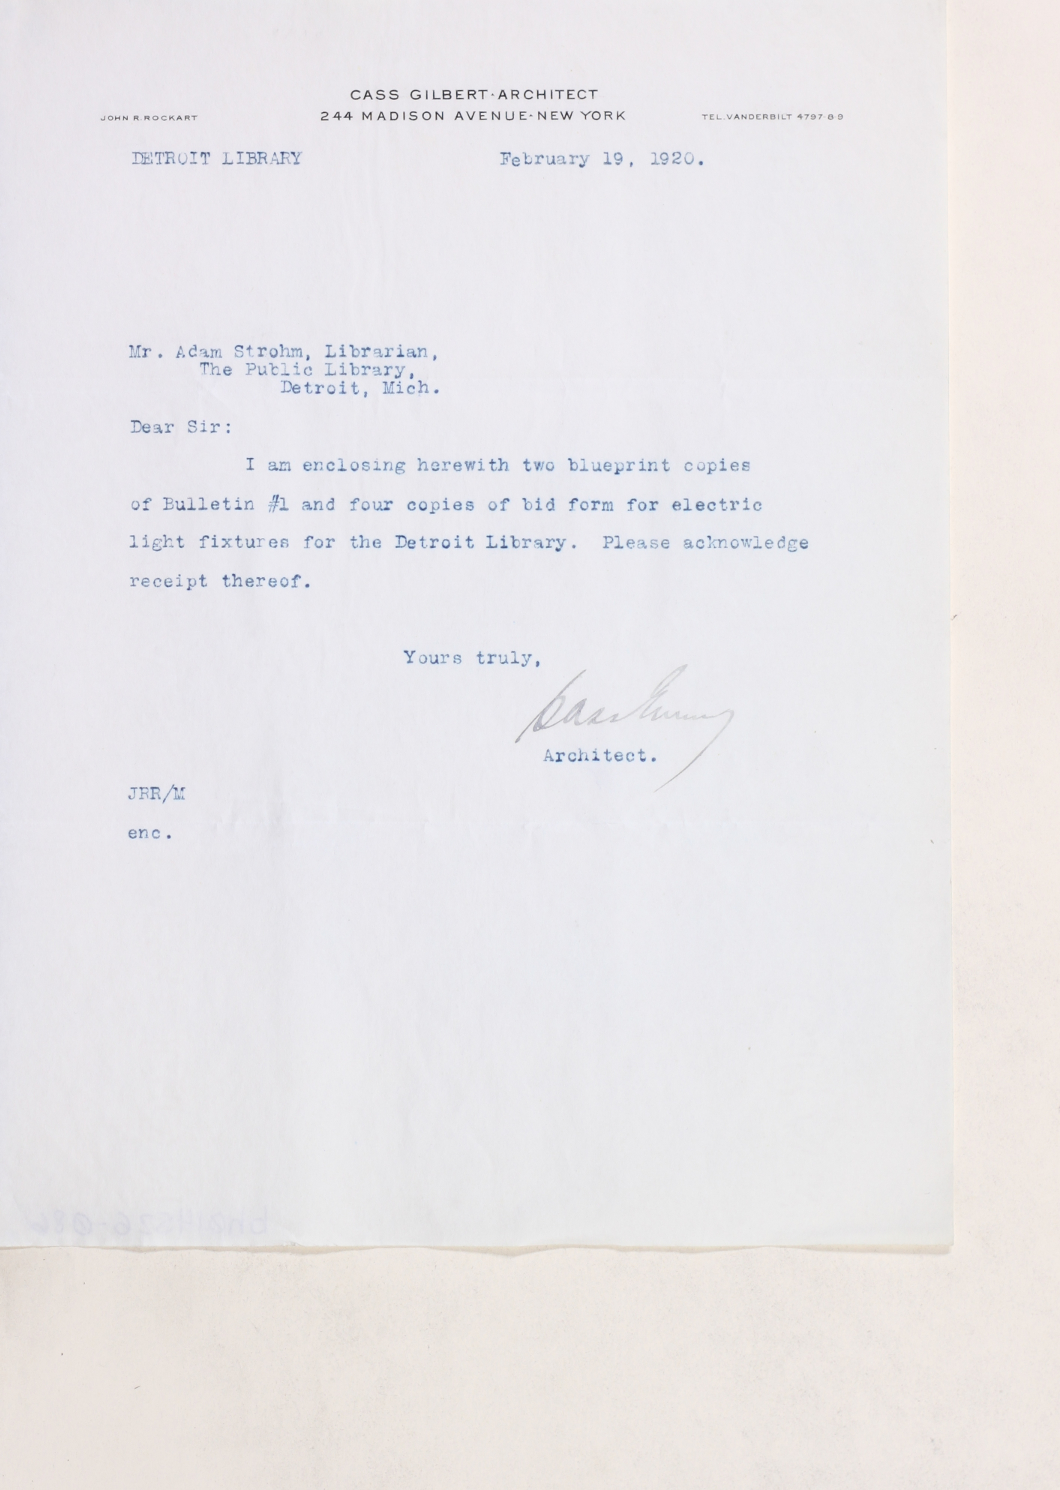 CASS GILBERT·ARCHITECT
JOHN R. ROCKART 244 MADISON AVENUE·NEW YORK TEL. VANDERBILT 4797-8-9
DETROIT LIBRARY February 19, 1920.
Mr. Adam Strohm, Librarian,
The Public Library,
Detroit, Mich.
Dear Sir:
I am enclosing herewith two blueprint copies
of Bulletin #1 and four copies of bid form for electric
light fixtures for the Detroit Library. Please acknowledge
receipt thereof.
Yours truly,
Cass Gilbert
Architect.
JRR/M
enc.